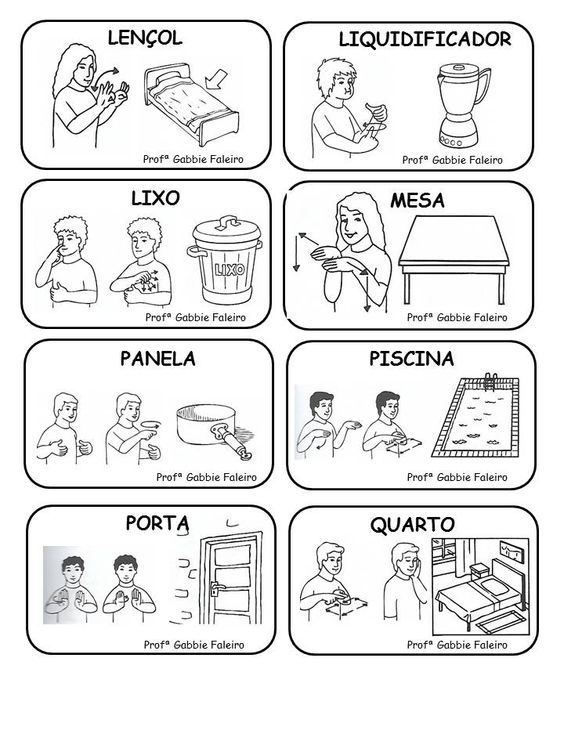 LENÇOL
Profª Gabbie Faleiro
LIQUIDIFICADOR
Profª Gabbie Faleiro
LIXO
LIXO
Profª Gabbie Faleiro
MESA
Profª Gabbie Faleiro
PANELA
Profª Gabbie Faleiro
PISCINA
Profª Gabbie Faleiro
PORTA
Profª Gabbie Faleiro
QUARTO
Profª Gabbie Faleiro